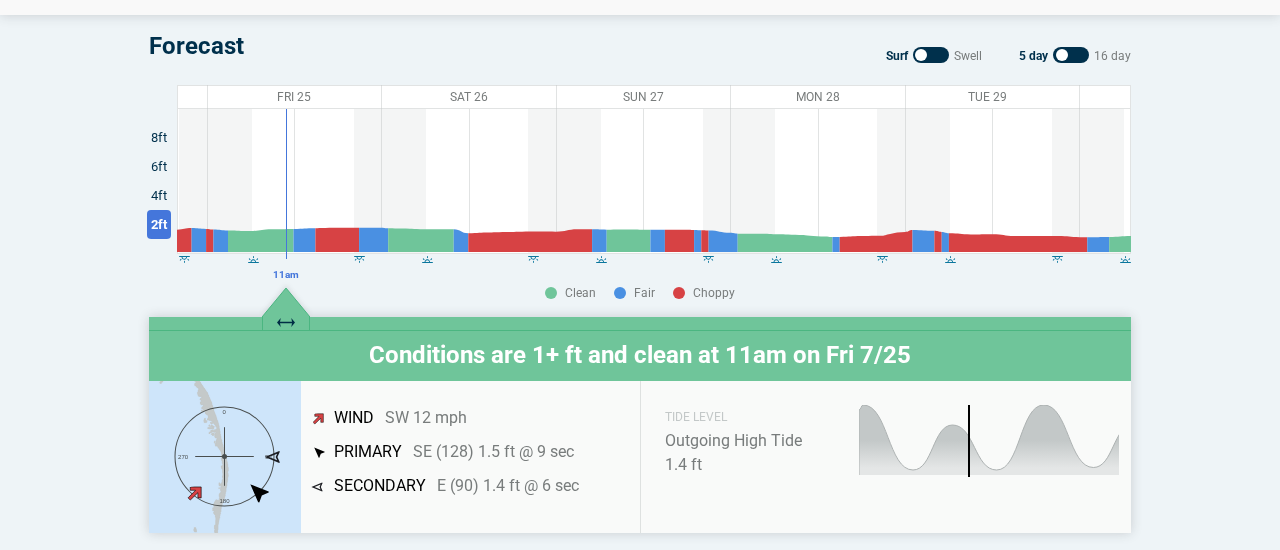 Forecast
Surf Swell 5 day 16 day
FRI 25 SAT 26 SUN 27 MON 28 TUE 29
8ft
6ft
4ft
2ft
11am
Clean Fair Choppy
Conditions are 1+ ft and clean at 11am on Fri 7/25
0
270
180
WIND SW 12 mph
PRIMARY SE (128) 1.5 ft @ 9 sec
SECONDARY E (90) 1.4 ft @ 6 sec
TIDE LEVEL
Outgoing High Tide
1.4 ft